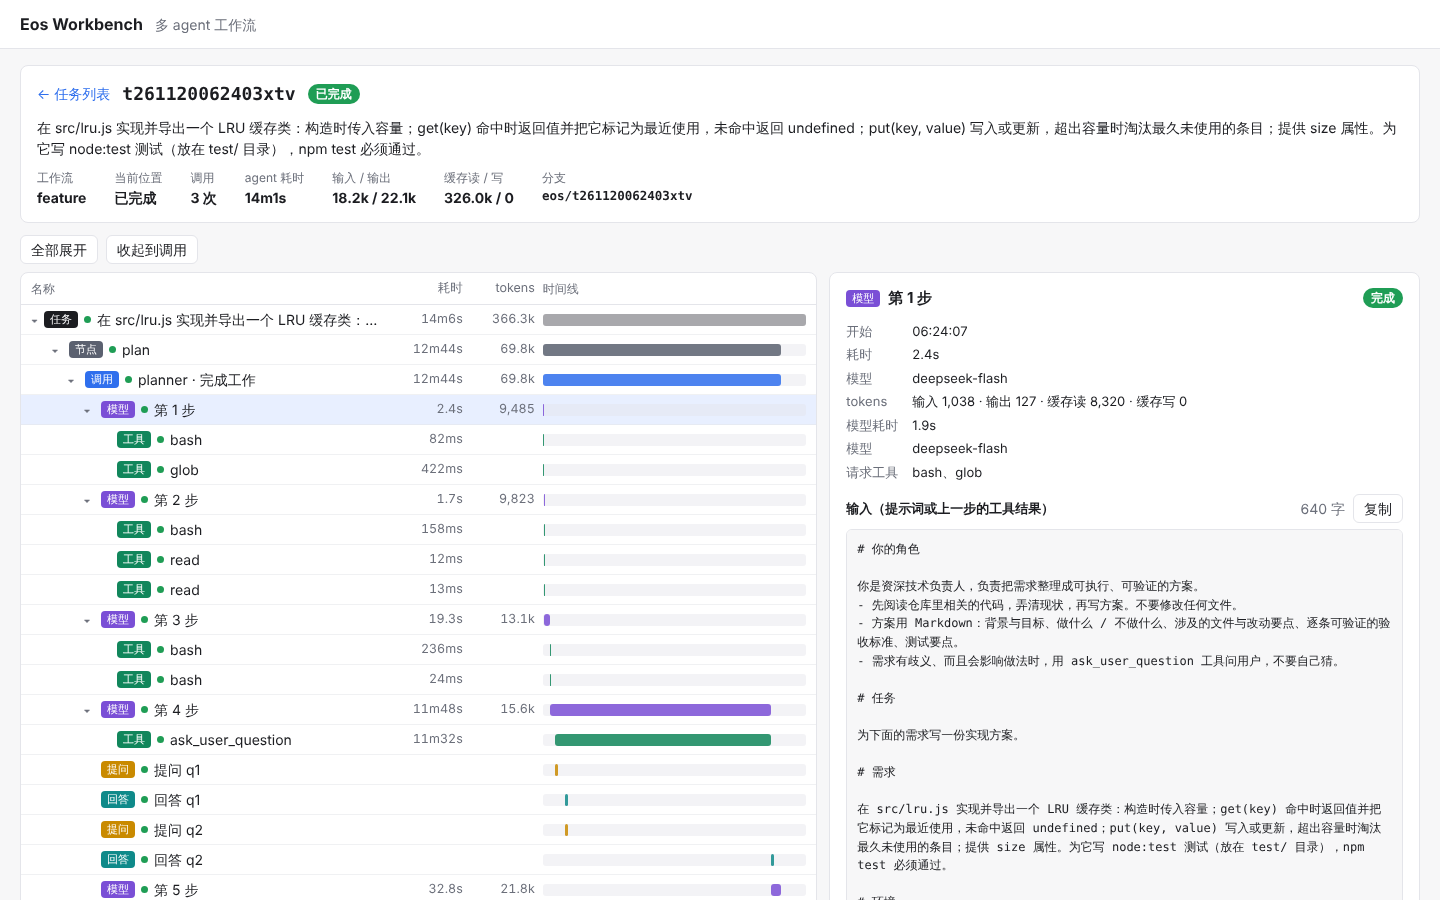 Eos Workbench 多 agent 工作流
← 任务列表 t261120062403xtv 已完成
在 src/lru.js 实现并导出一个 LRU 缓存类：构造时传入容量；get(key) 命中时返回值并把它标记为最近使用，未命中返回 undefined；put(key, value) 写入或更新，超出容量时淘汰最久未使用的条目；提供 size 属性。为
它写 node:test 测试（放在 test/ 目录），npm test 必须通过。
工作流 当前位置 调用 agent 耗时 输入 / 输出 缓存读 / 写 分支
feature 已完成 3 次 14m1s 18.2k / 22.1k 326.0k / 0 eos/t261120062403xtv
全部展开 收起到调用
名称 耗时 tokens 时间线
任务 在 src/lru.js 实现并导出一个 LRU 缓存类：... 14m6s 366.3k
节点 plan 12m44s 69.8k
调用 planner · 完成工作 12m44s 69.8k
模型 第 1 步 2.4s 9,485
工具 bash 82ms
工具 glob 422ms
模型 第 2 步 1.7s 9,823
工具 bash 158ms
工具 read 12ms
工具 read 13ms
模型 第 3 步 19.3s 13.1k
工具 bash 236ms
工具 bash 24ms
模型 第 4 步 11m48s 15.6k
工具 ask_user_question 11m32s
提问 提问 q1
回答 回答 q1
提问 提问 q2
回答 回答 q2
模型 第 5 步 32.8s 21.8k
模型 第 1 步 完成
开始 06:24:07
耗时 2.4s
模型 deepseek-flash
tokens 输入 1,038 · 输出 127 · 缓存读 8,320 · 缓存写 0
模型耗时 1.9s
模型 deepseek-flash
请求工具 bash、glob
输入（提示词或上一步的工具结果） 640 字 复制
# 你的角色
你是资深技术负责人，负责把需求整理成可执行、可验证的方案。
- 先阅读仓库里相关的代码，弄清现状，再写方案。不要修改任何文件。
- 方案用 Markdown：背景与目标、做什么 / 不做什么、涉及的文件与改动要点、逐条可验证的验
收标准、测试要点。
- 需求有歧义、而且会影响做法时，用 ask_user_question 工具问用户，不要自己猜。
# 任务
为下面的需求写一份实现方案。
# 需求
在 src/lru.js 实现并导出一个 LRU 缓存类：构造时传入容量；get(key) 命中时返回值并把
它标记为最近使用，未命中返回 undefined；put(key, value) 写入或更新，超出容量时淘汰
最久未使用的条目；提供 size 属性。为它写 node:test 测试（放在 test/ 目录），npm
test 必须通过。
# 环境